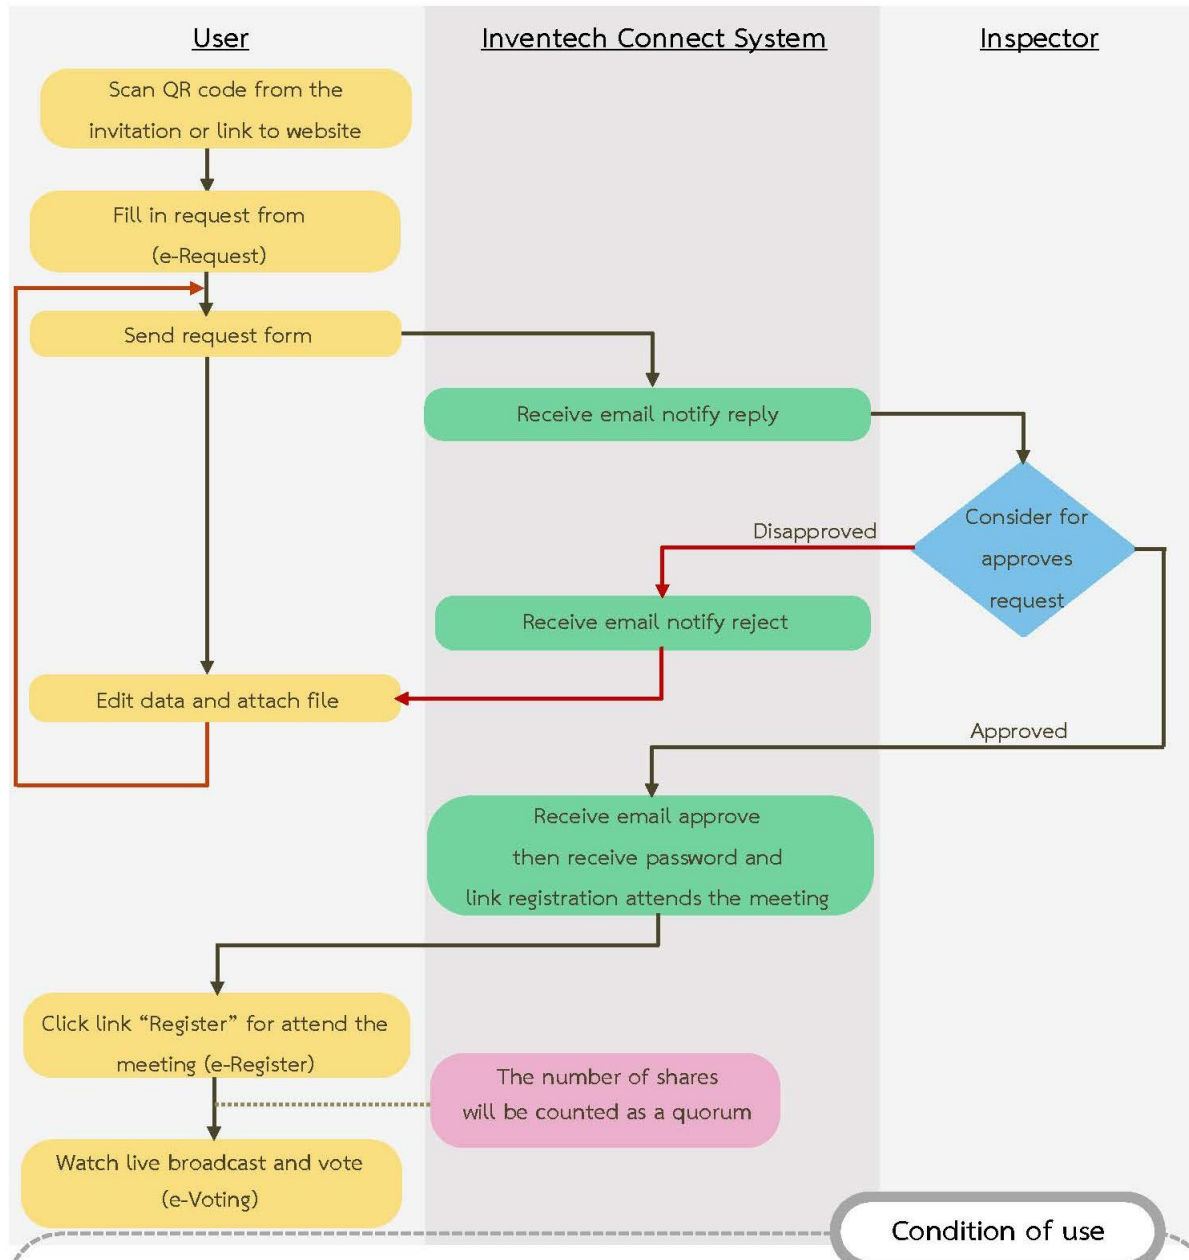 User
Inventech Connect System
Inspector
Scan QR code from the
invitation or link to website
Fill in request from
(e-Request)
Send request form
Receive email notify reply
Consider for
approves
request
Disapproved
Receive email notify reject
Edit data and attach file
Approved
Receive email approve
then receive password and
link registration attends the meeting
Click link “Register” for attend the
meeting (e-Register)
The number of shares
will be counted as a quorum
Watch live broadcast and vote
(e-Voting)
Condition of use